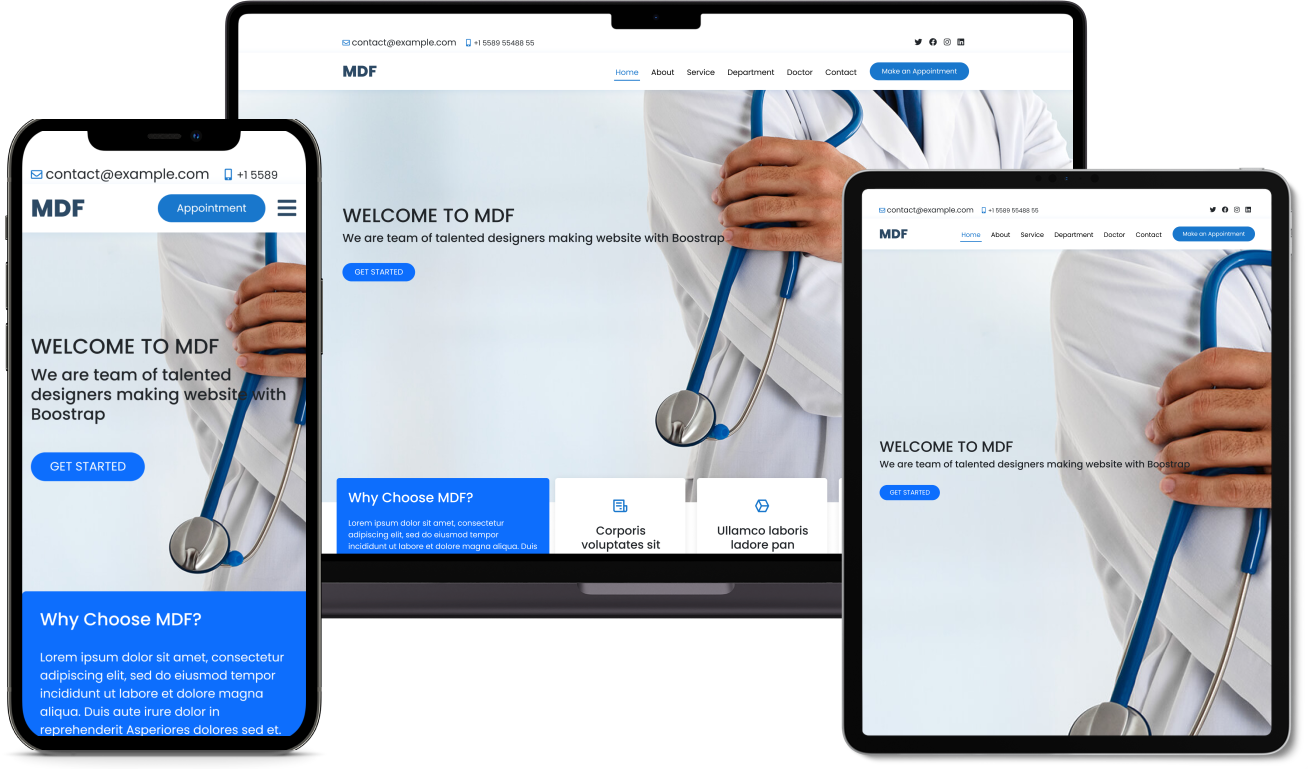 contact@example.com +1 5589 55488 55
MDF
Home About Service Department Doctor Contact Make an Appointment
WELCOME TO MDF
We are team of talented designers making website with Boostrap
GET STARTED
Why Choose MDF?
Lorem ipsum dolor sit amet, consectetur
adipiscing elit, sed do eiusmod tempor
incididunt ut labore et dolore magna aliqua. Duis
Corporis
voluptates sit
Ullamco laboris
ladore pan
contact@example.com +1 5589
MDF Appointment
WELCOME TO MDF
We are team of talented
designers making website with
Boostrap
GET STARTED
Why Choose MDF?
Lorem ipsum dolor sit amet, consectetur
adipiscing elit, sed do eiusmod tempor
incididunt ut labore et dolore magna
aliqua. Duis aute irure dolor in
reprehenderit Asperiores dolores sed et.
contact@example.com +1 5589 55488 55
MDF Home About Service Department Doctor Contact Make an Appointment
WELCOME TO MDF
We are team of talented designers making website with Boostrap
GET STARTED